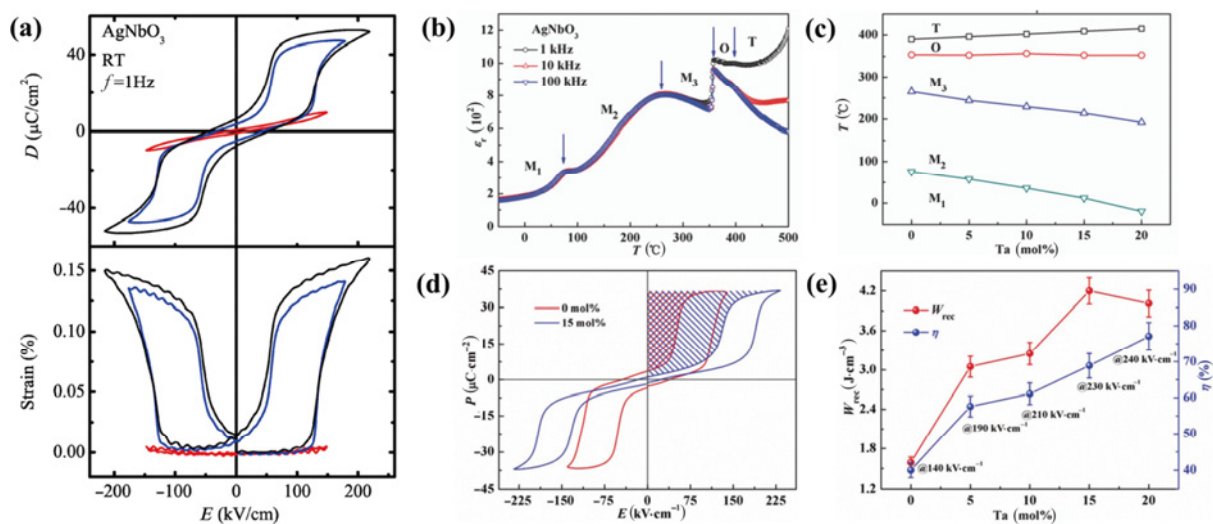 (a)
AgNbO₃
RT
f=1Hz
40
0
−40
D (μC/cm²)
0.15
0.10
0.05
0.00
Strain (%)
−200 −100 0 100 200
E (kV/cm)
(b)
AgNbO₃
1 kHz
10 kHz
100 kHz
O T
M₃
M₂
M₁
12
10
8
6
4
2
0
εr (10²)
0 100 200 300 400 500
T (℃)
(c)
T
O
M₃
M₂
M₁
400
300
200
100
0
T (℃)
0 5 10 15 20
Ta (mol%)
(d)
0 mol%
15 mol%
45
30
15
0
−15
−30
−45
P (μC·cm⁻²)
−225 −150 −75 0 75 150 225
E (kV·cm⁻¹)
(e)
Wrec
η
4.2
3.6
3.0
2.4
1.8
1.2
Wrec (J·cm⁻³)
@140 kV·cm⁻¹
@190 kV·cm⁻¹
@210 kV·cm⁻¹
@230 kV·cm⁻¹
@240 kV·cm⁻¹
90
80
70
60
50
40
η (%)
0 5 10 15 20
Ta (mol%)